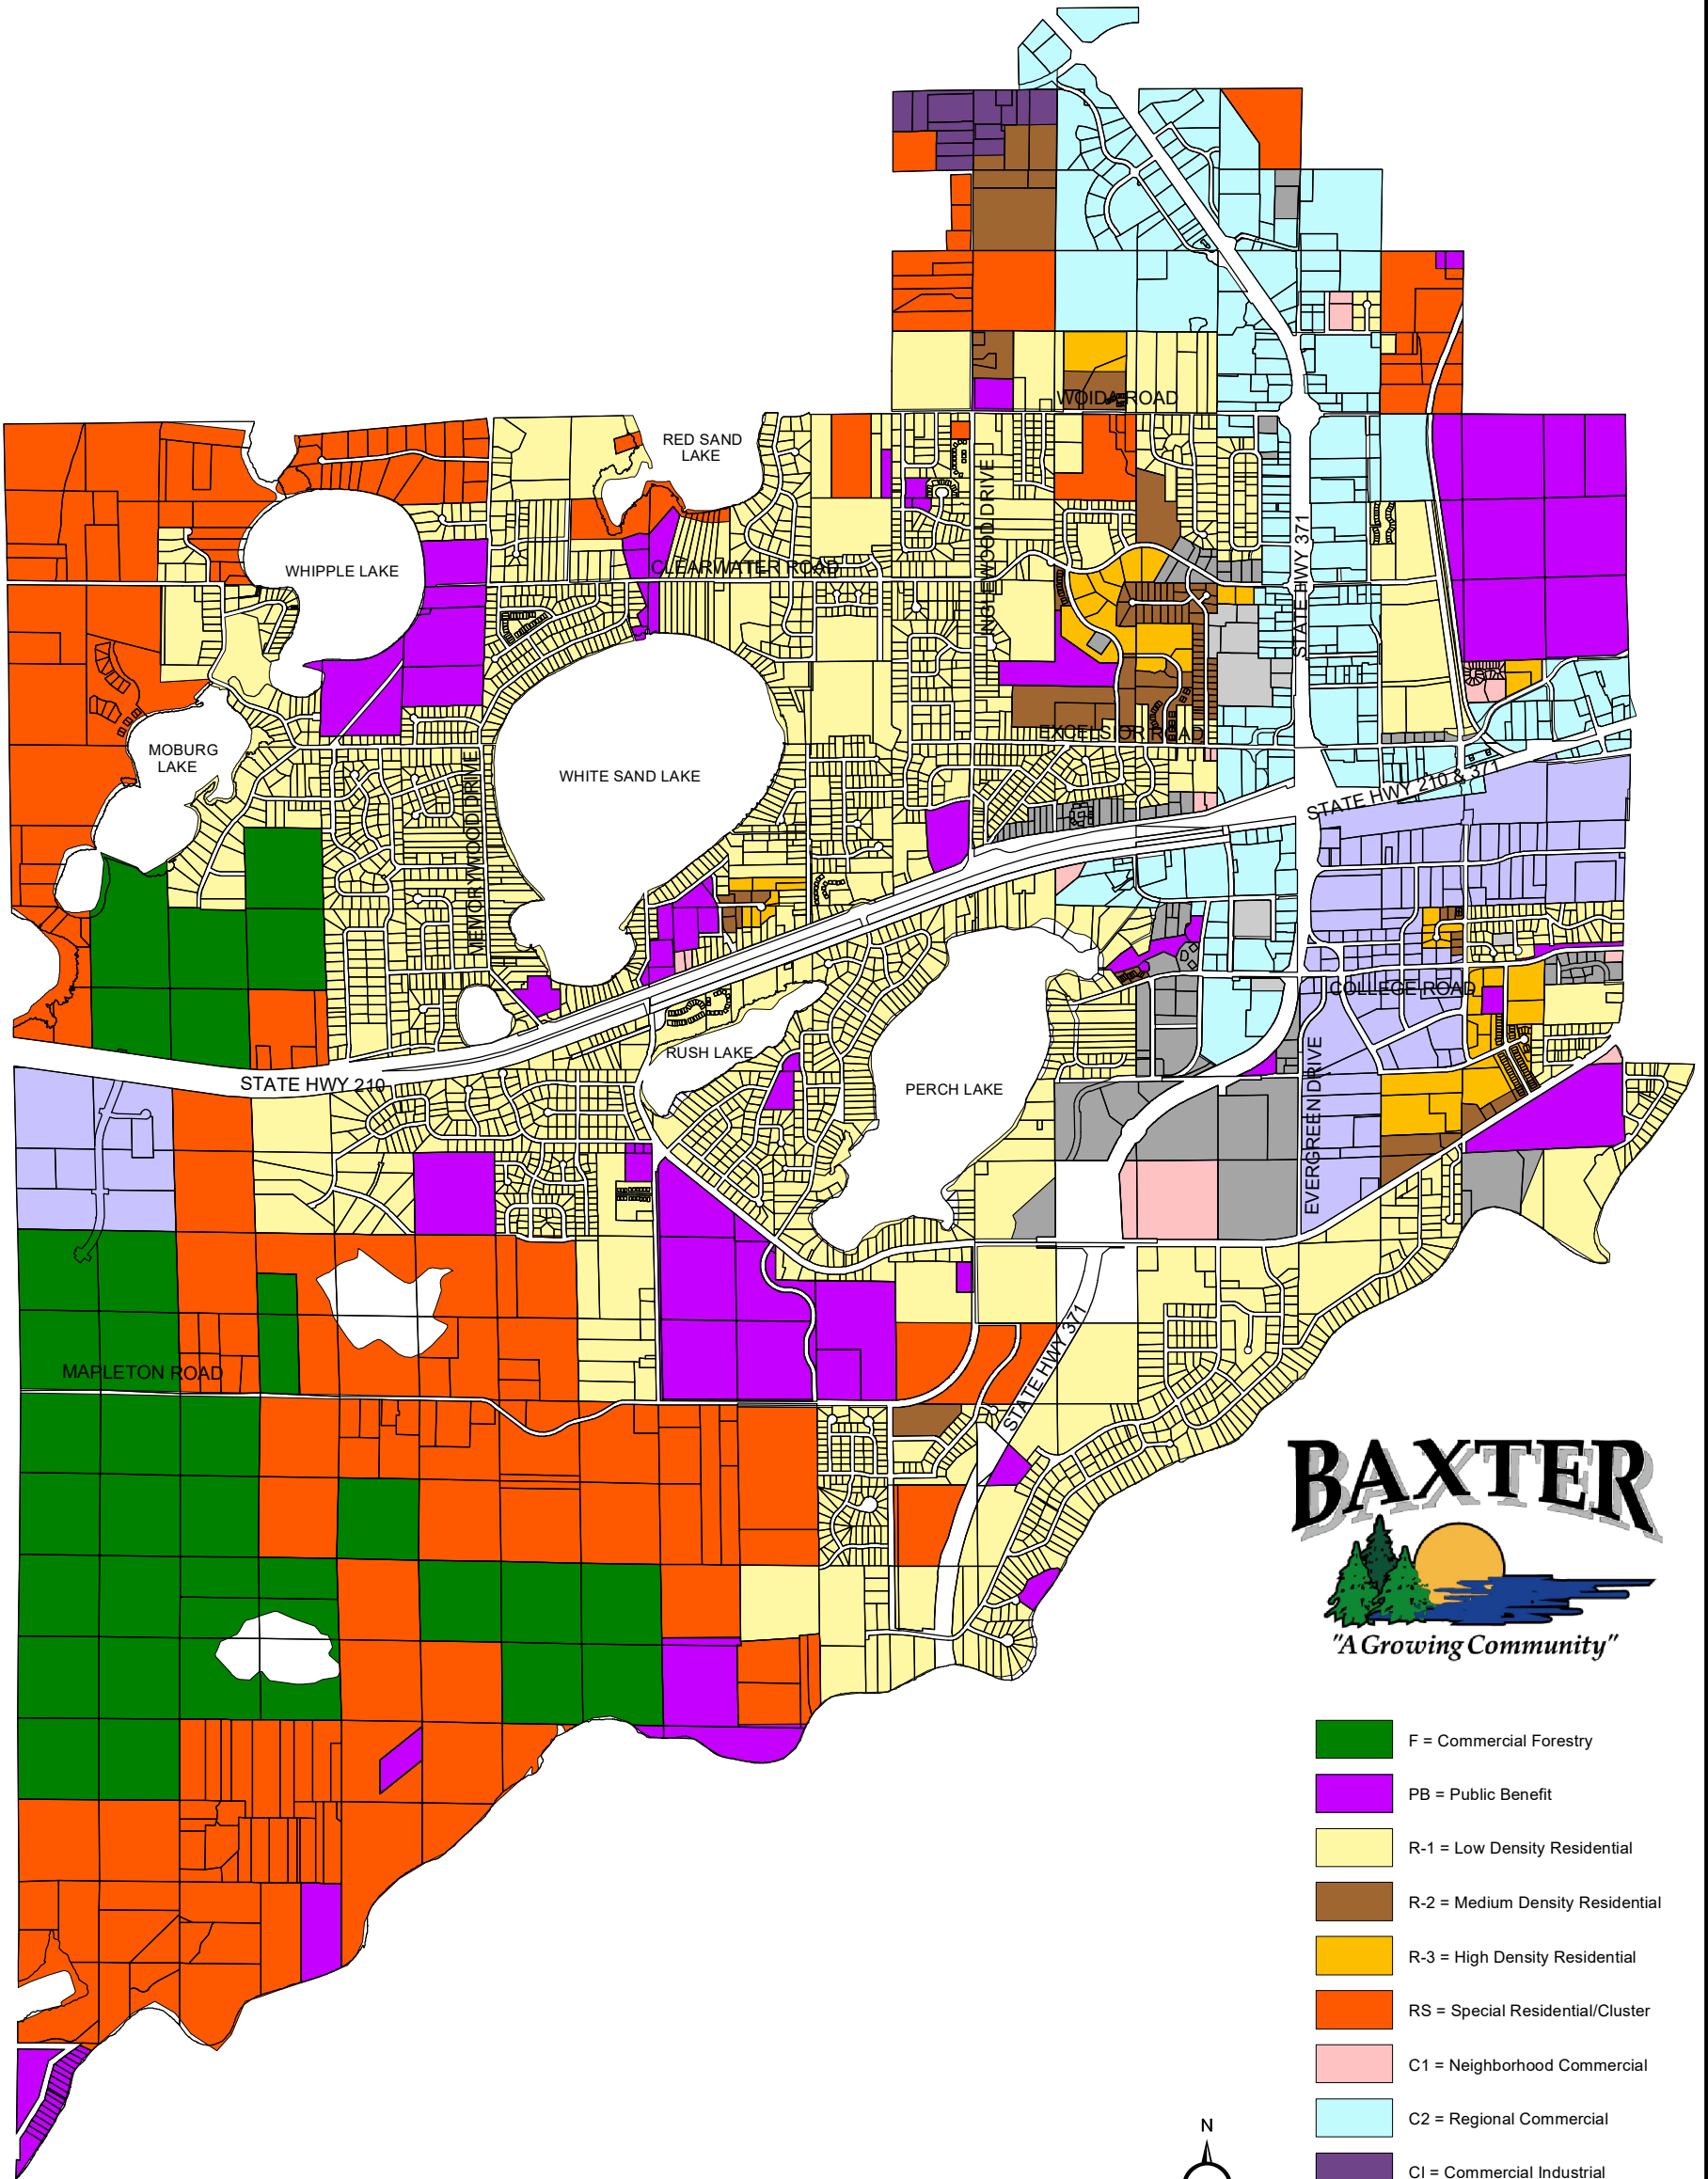 WOIDA ROAD
RED SAND
LAKE
INGLEWOOD DRIVE
STATE HWY 371
WHIPPLE LAKE
CLEARWATER ROAD
MOBURG
LAKE
WHITE SAND LAKE
MEMORYWOOD DRIVE
EXCELSIOR ROAD
STATE HWY 210 & 371
COLLEGE ROAD
RUSH LAKE
PERCH LAKE
EVERGREEN DRIVE
STATE HWY 210
STATE HWY 371
MAPLETON ROAD
BAXTER
"A Growing Community"
F = Commercial Forestry
PB = Public Benefit
R-1 = Low Density Residential
R-2 = Medium Density Residential
R-3 = High Density Residential
RS = Special Residential/Cluster
C1 = Neighborhood Commercial
C2 = Regional Commercial
CI = Commercial Industrial
N